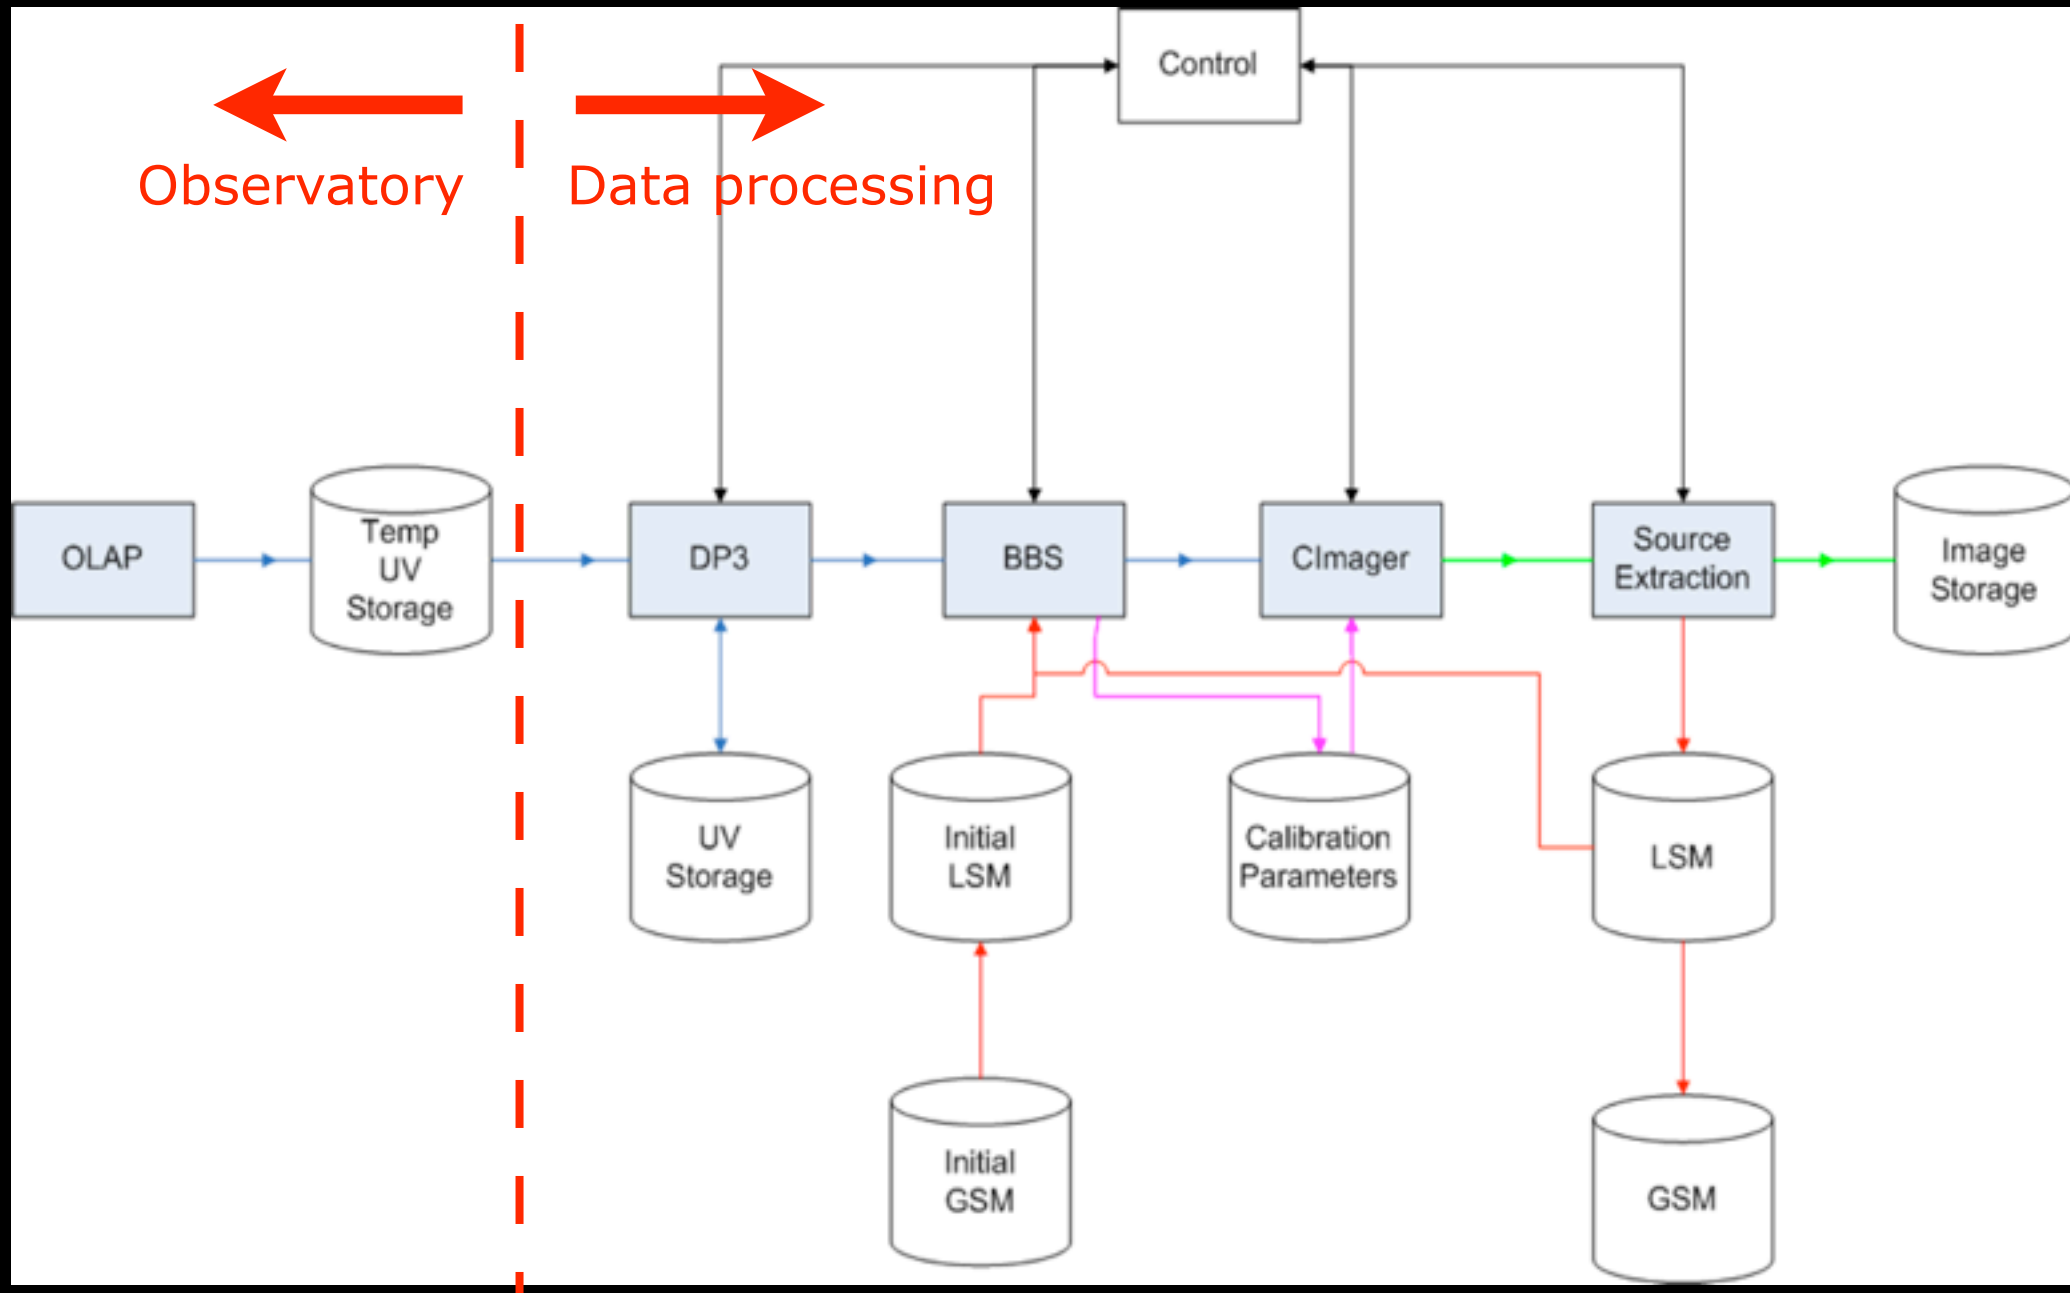 Control
Observatory
Data processing
OLAP
Temp
UV
Storage
DP3
BBS
CImager
Source
Extraction
Image
Storage
UV
Storage
Initial
LSM
Calibration
Parameters
LSM
Initial
GSM
GSM